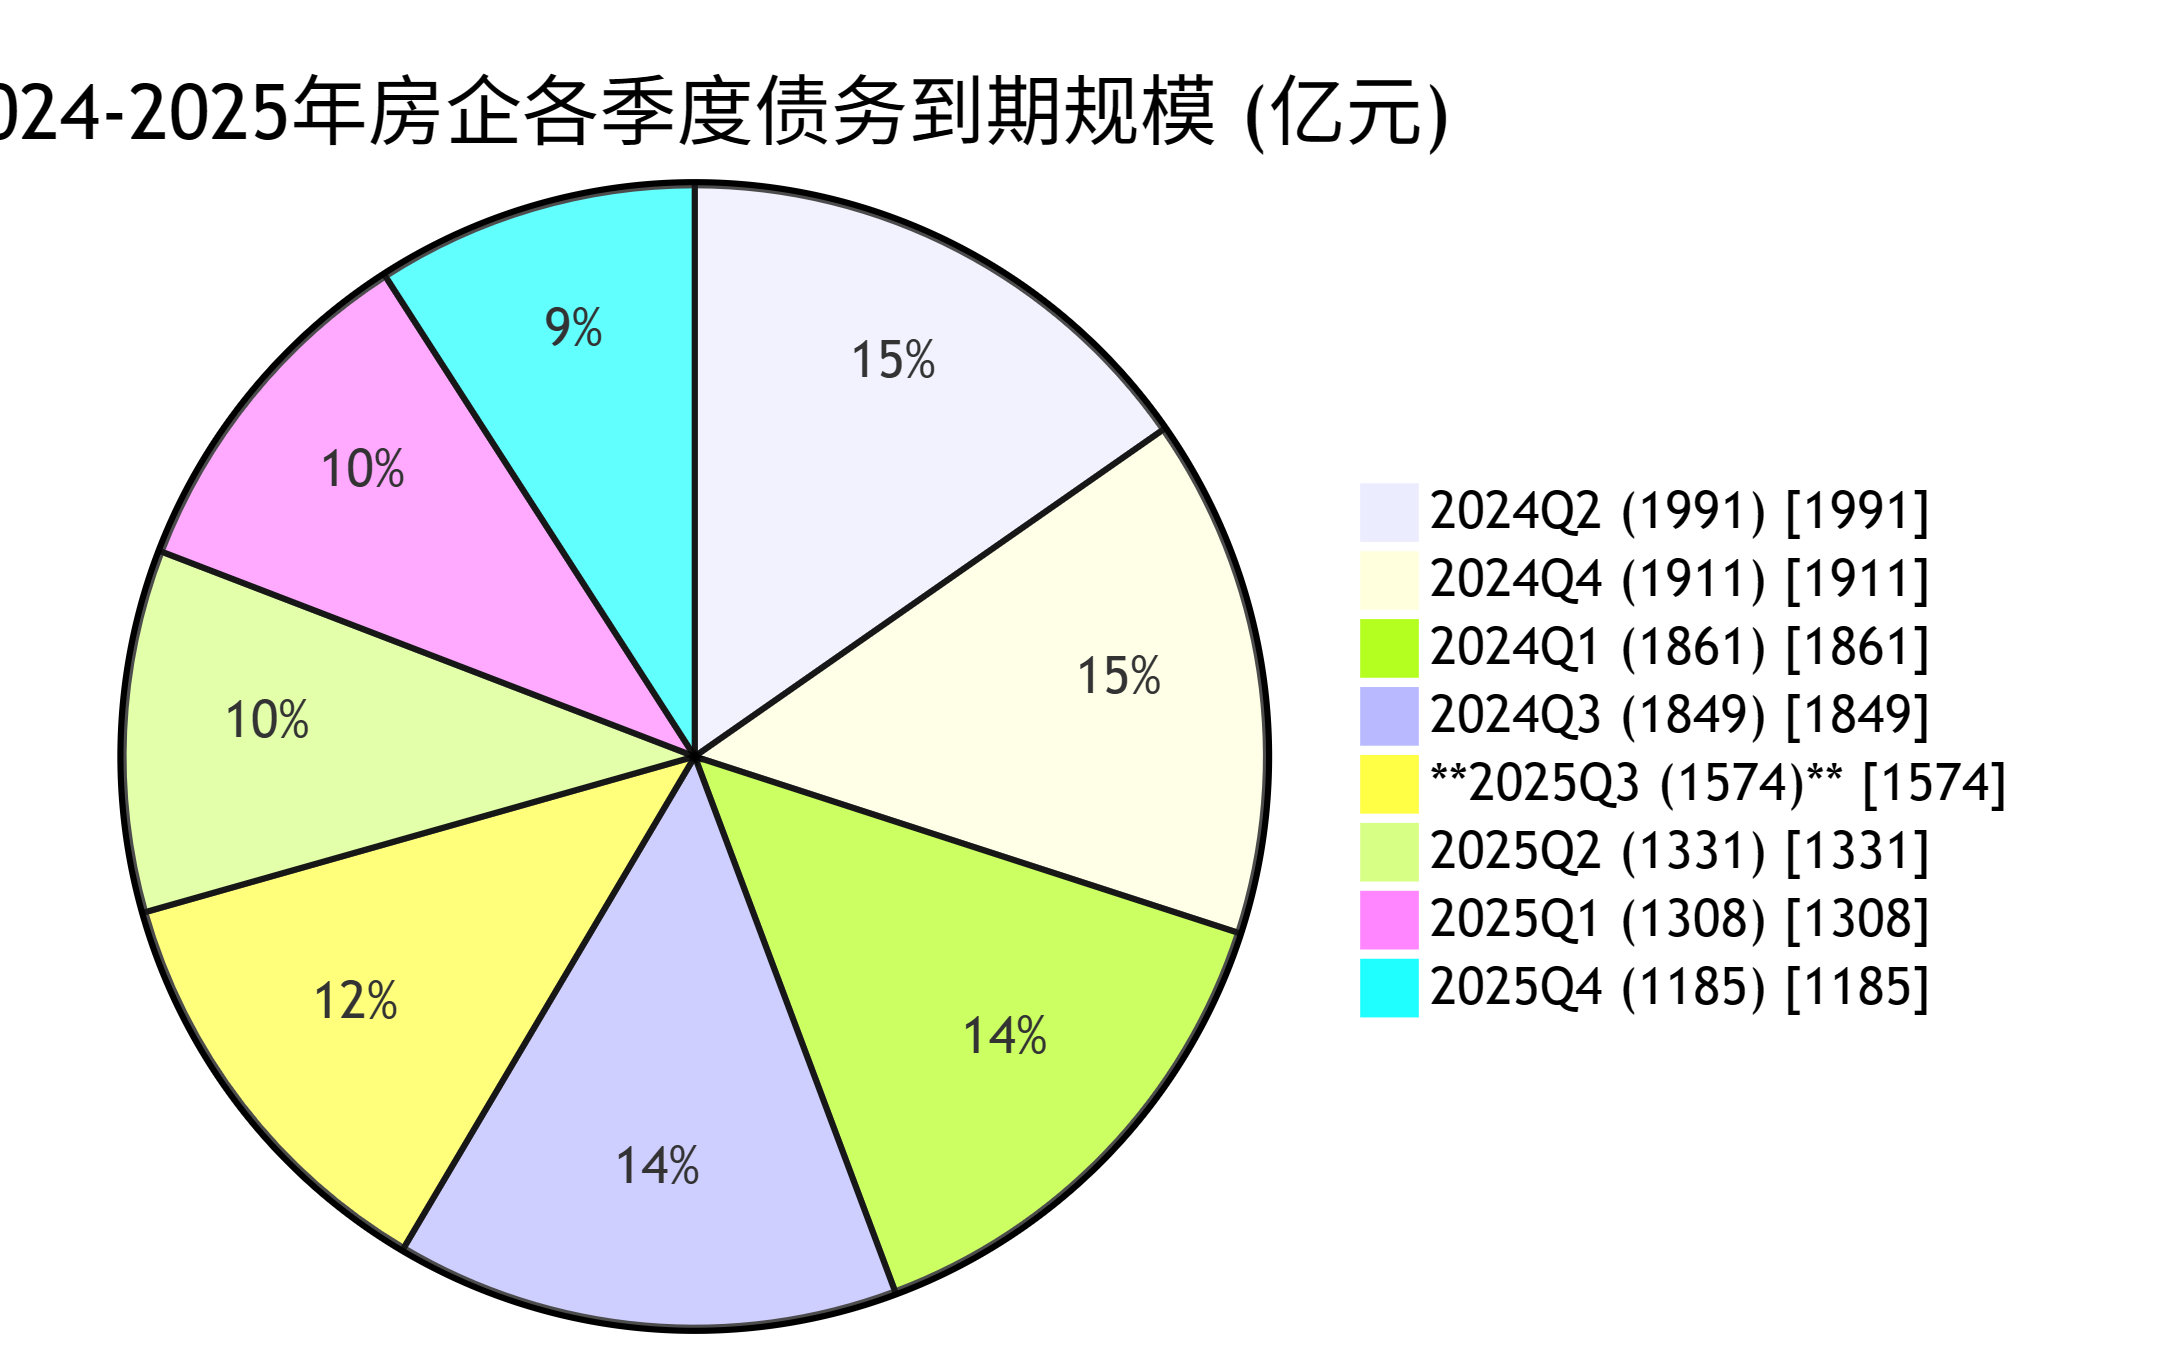 024-2025年房企各季度债务到期规模 (亿元)
9%
15%
10%
15%
10%
12%
14%
14%
2024Q2 (1991) [1991]
2024Q4 (1911) [1911]
2024Q1 (1861) [1861]
2024Q3 (1849) [1849]
**2025Q3 (1574)** [1574]
2025Q2 (1331) [1331]
2025Q1 (1308) [1308]
2025Q4 (1185) [1185]